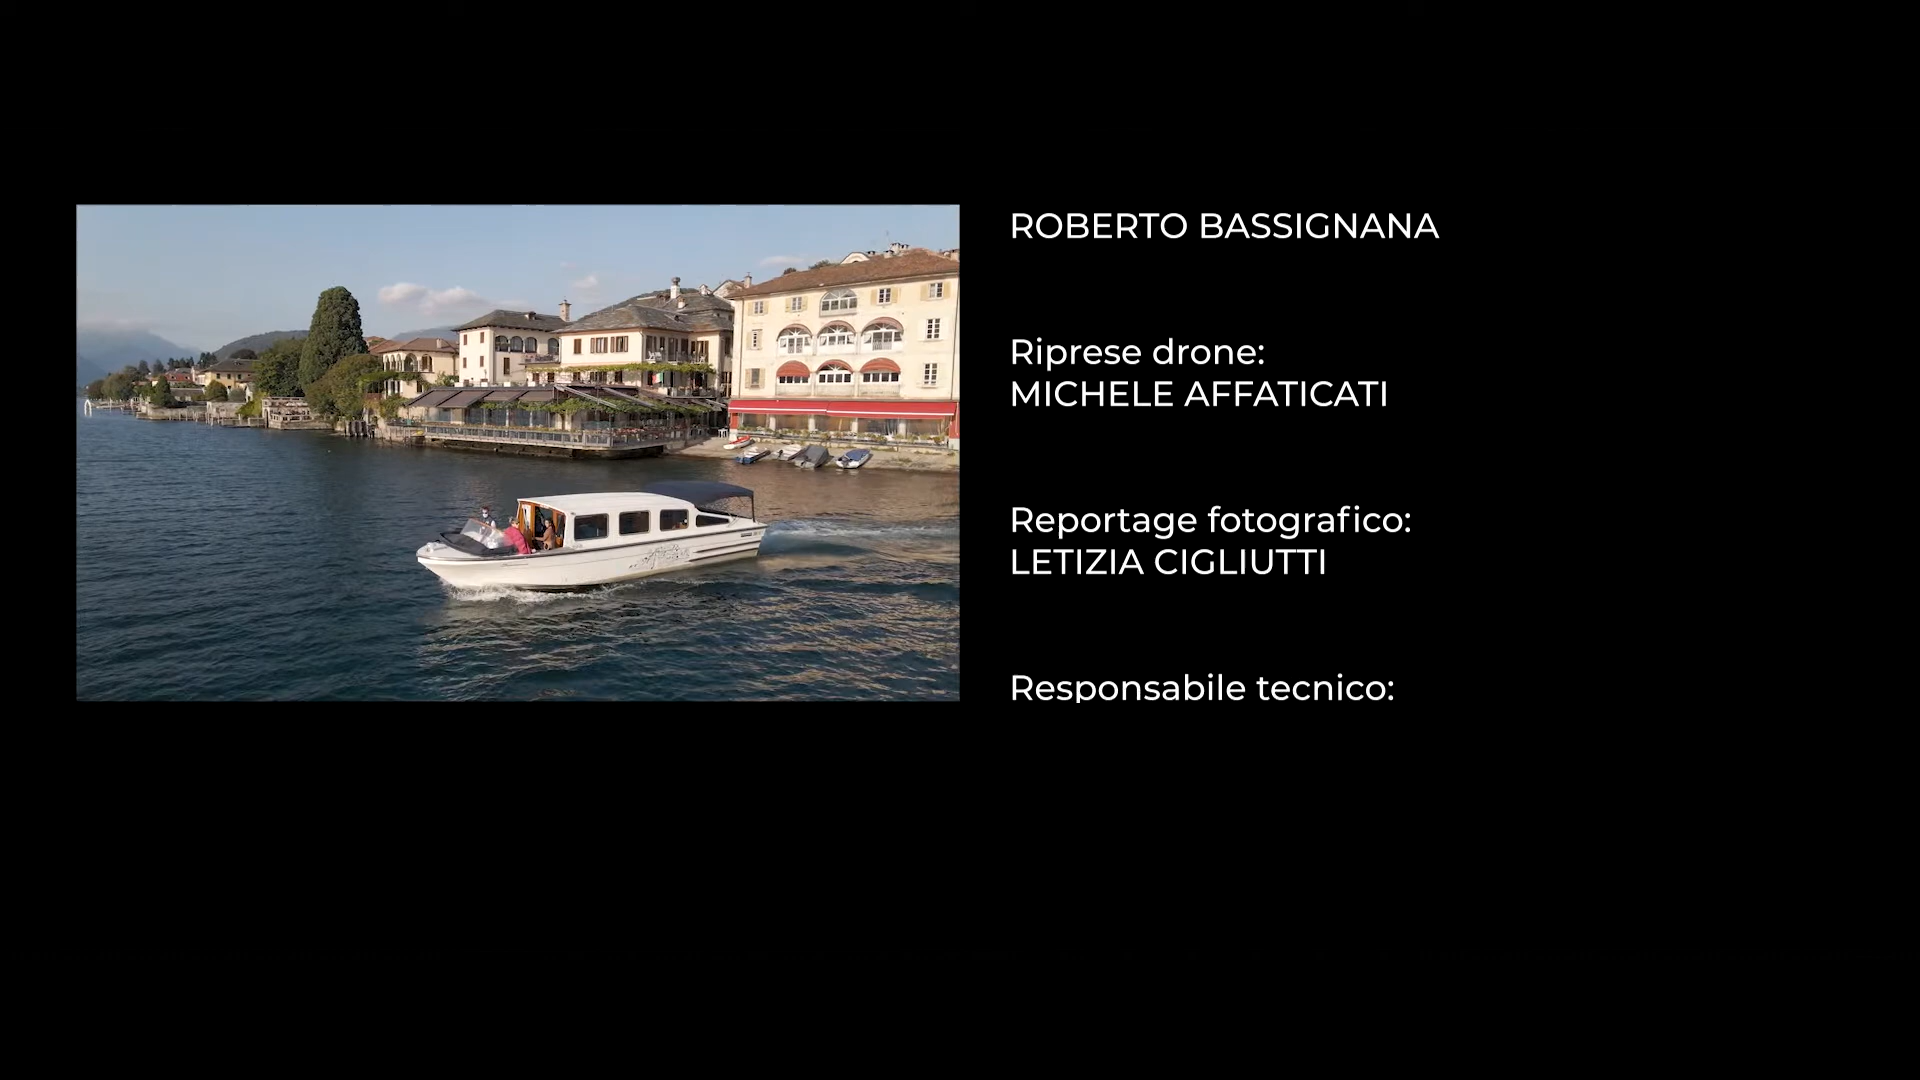 ROBERTO BASSIGNANA
Riprese drone:
MICHELE AFFATICATI
Reportage fotografico:
LETIZIA CIGLIUTTI
Responsabile tecnico: